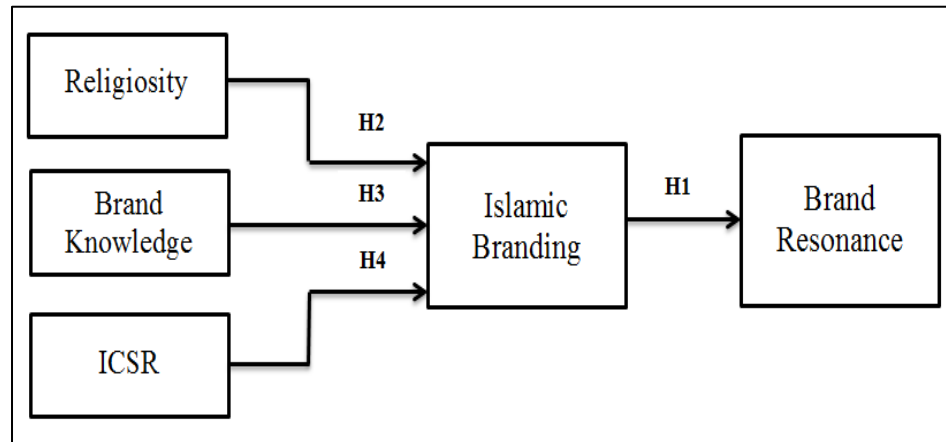 Religiosity
H2
Brand
Knowledge
H3
ICSR
H4
Islamic
Branding
H1
Brand
Resonance